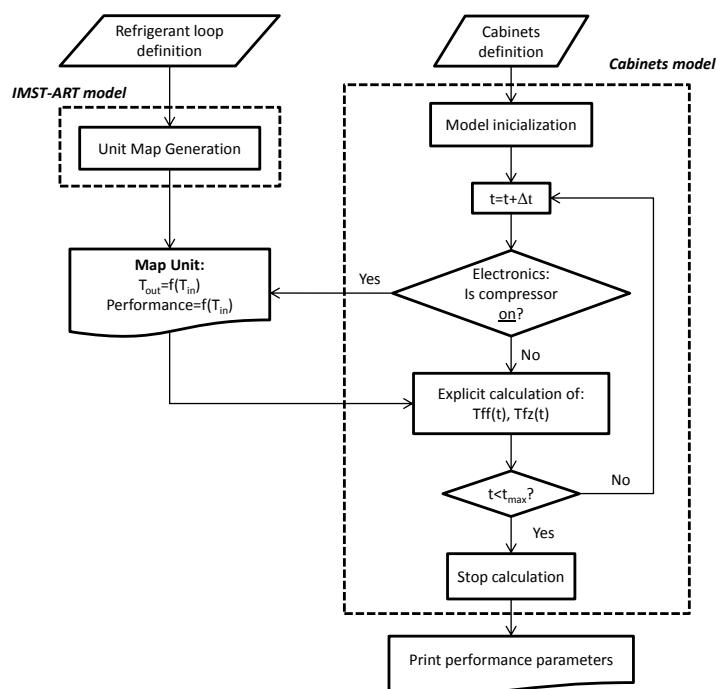 Refrigerant loop
definition
Cabinets
definition
IMST-ART model
Cabinets model
Unit Map Generation
Model inicialization
t=t+Δt
Map Unit:
Tout=f(Tin)
Performance=f(Tin)
Yes
Electronics:
Is compressor
on?
No
Explicit calculation of:
Tff(t), Tfz(t)
t<tmax?
No
Yes
Stop calculation
Print performance parameters